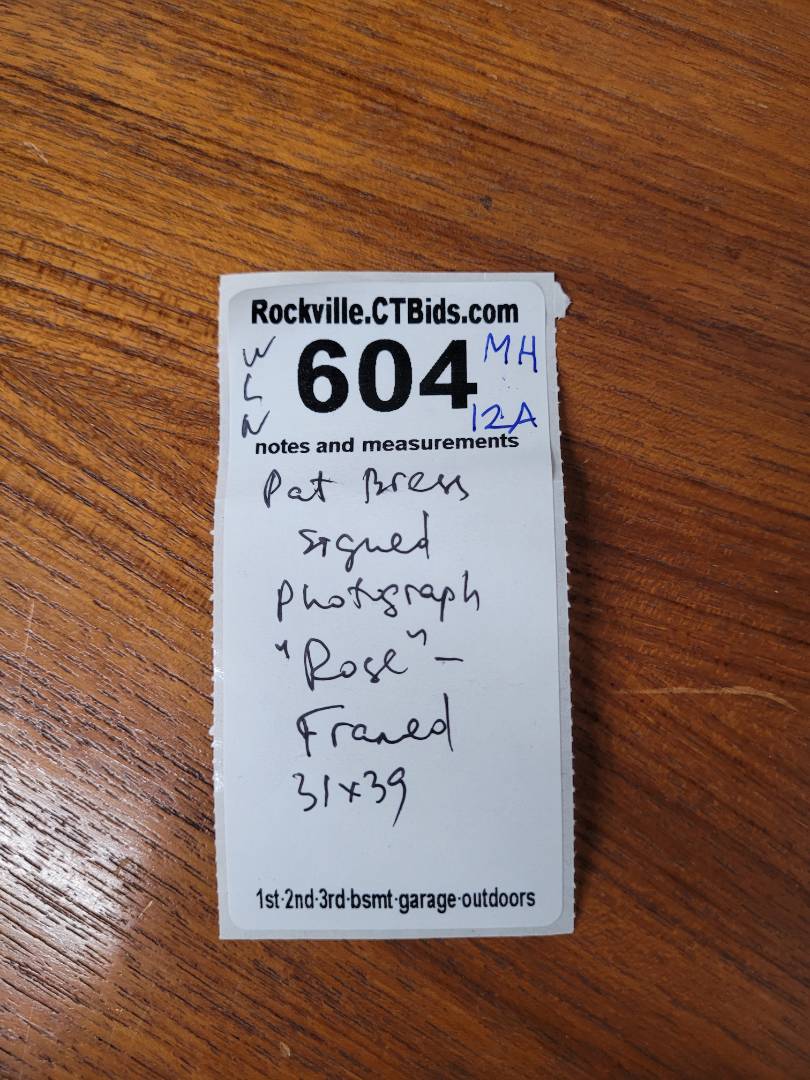 Rockville.CTBids.com
W
L
N
604
MH
12A
notes and measurements
Pat Bress
signed
Photograph
"Rose" –
Framed
31x39
1st·2nd·3rd·bsmt·garage·outdoors